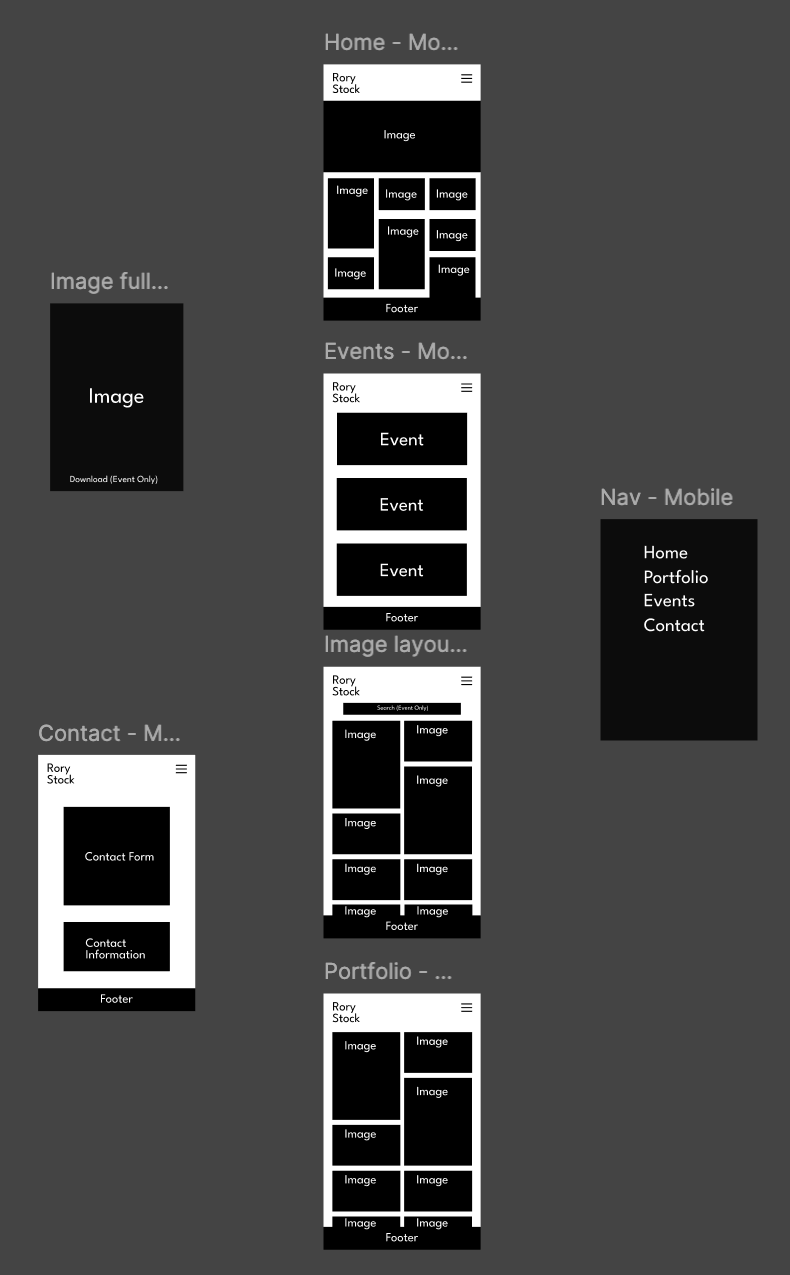 Home - Mo...
Rory
Stock
Image
Image
Image
Image
Image
Image
Image
Image
Footer
Image full...
Image
Download (Event Only)
Events - Mo...
Rory
Stock
Event
Event
Event
Footer
Nav - Mobile
Home
Portfolio
Events
Contact
Image layou...
Rory
Stock
Search (Event Only)
Image
Image
Image
Image
Image
Image
Image
Image
Footer
Contact - M...
Rory
Stock
Contact Form
Contact
Information
Footer
Portfolio - ...
Rory
Stock
Image
Image
Image
Image
Image
Image
Image
Image
Footer